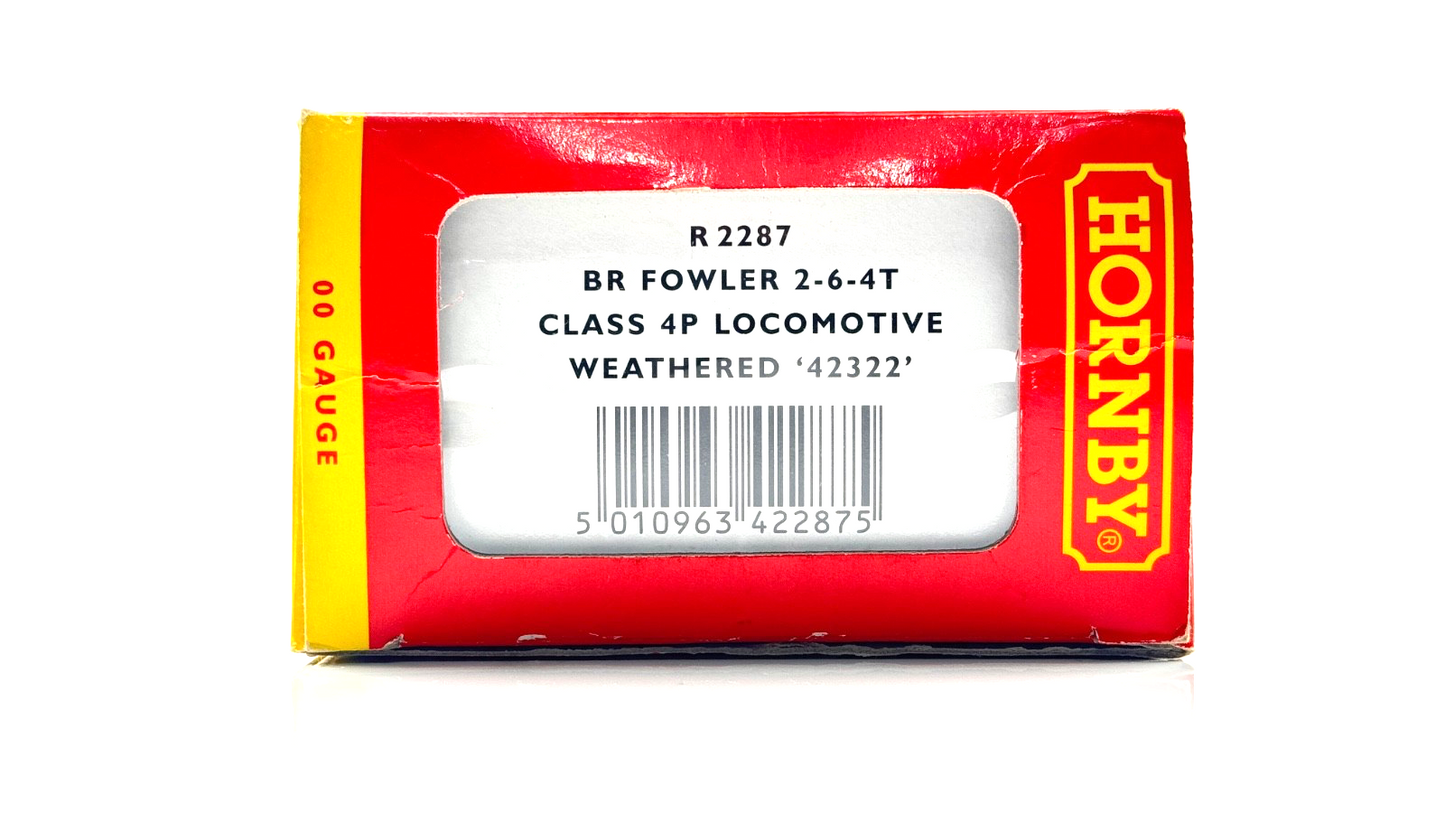 R 2287
BR FOWLER 2-6-4T
CLASS 4P LOCOMOTIVE
WEATHERED ‘42322’
5 010963 422875
00 GAUGE
HORNBY®